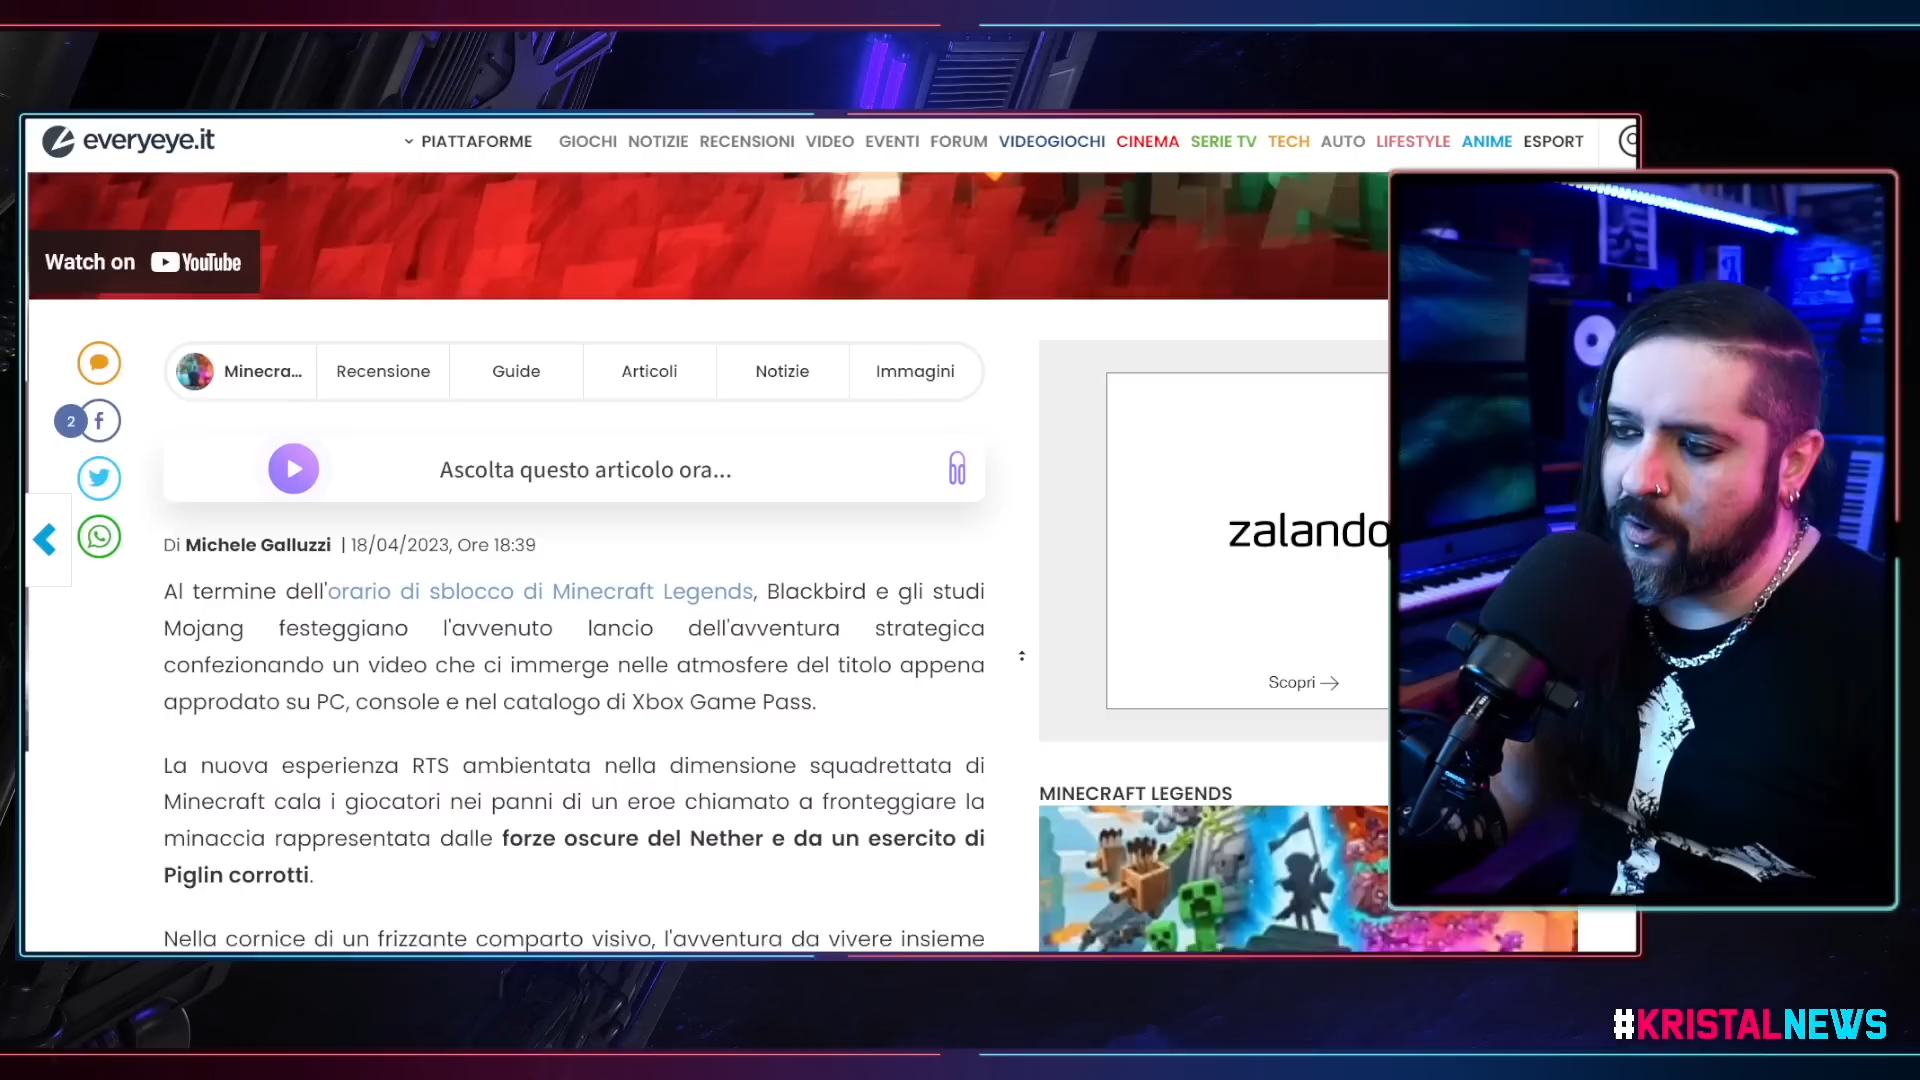 everyeye.it
PIATTAFORME GIOCHI NOTIZIE RECENSIONI VIDEO EVENTI FORUM VIDEOGIOCHI CINEMA SERIE TV TECH AUTO LIFESTYLE ANIME ESPORT
Watch on YouTube
Minecra... Recensione Guide Articoli Notizie Immagini
2
Ascolta questo articolo ora...
Di Michele Galluzzi | 18/04/2023, Ore 18:39
Al termine dell'orario di sblocco di Minecraft Legends, Blackbird e gli studi
Mojang festeggiano l'avvenuto lancio dell'avventura strategica
confezionando un video che ci immerge nelle atmosfere del titolo appena
approdato su PC, console e nel catalogo di Xbox Game Pass.
La nuova esperienza RTS ambientata nella dimensione squadrettata di
Minecraft cala i giocatori nei panni di un eroe chiamato a fronteggiare la
minaccia rappresentata dalle forze oscure del Nether e da un esercito di
Piglin corrotti.
Nella cornice di un frizzante comparto visivo, l'avventura da vivere insieme
zalando
Scopri →
MINECRAFT LEGENDS
#KRISTALNEWS